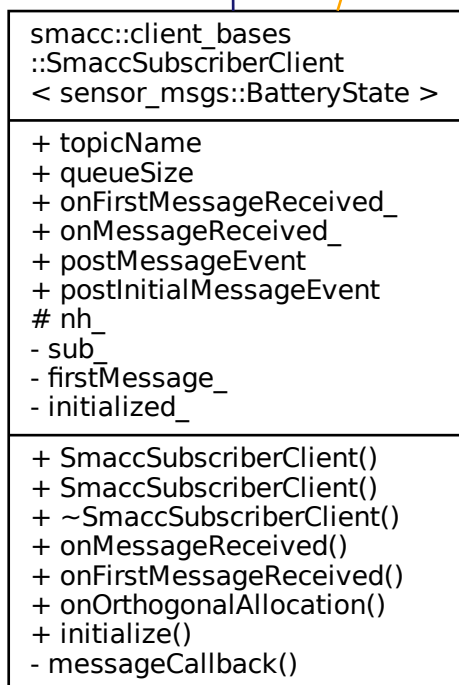 smacc::client_bases
::SmaccSubscriberClient
< sensor_msgs::BatteryState >
+ topicName
+ queueSize
+ onFirstMessageReceived_
+ onMessageReceived_
+ postMessageEvent
+ postInitialMessageEvent
# nh_
- sub_
- firstMessage_
- initialized_
+ SmaccSubscriberClient()
+ SmaccSubscriberClient()
+ ~SmaccSubscriberClient()
+ onMessageReceived()
+ onFirstMessageReceived()
+ onOrthogonalAllocation()
+ initialize()
- messageCallback()